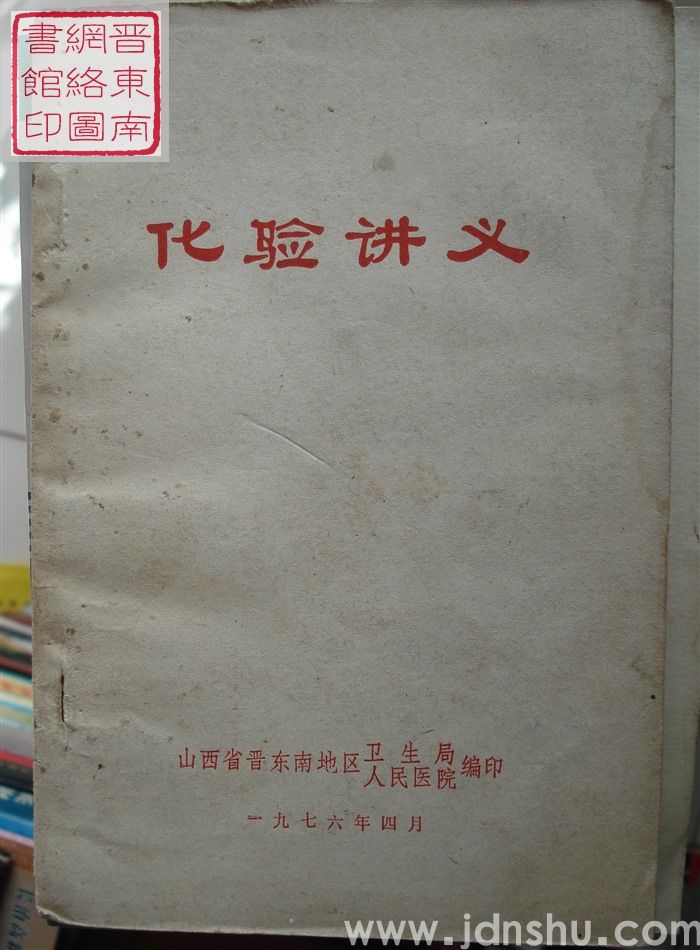 晋東南
網絡圖
書館印
化验讲义
山西省晋东南地区卫生局人民医院编印
一九七六年四月
www.jdnshu.com